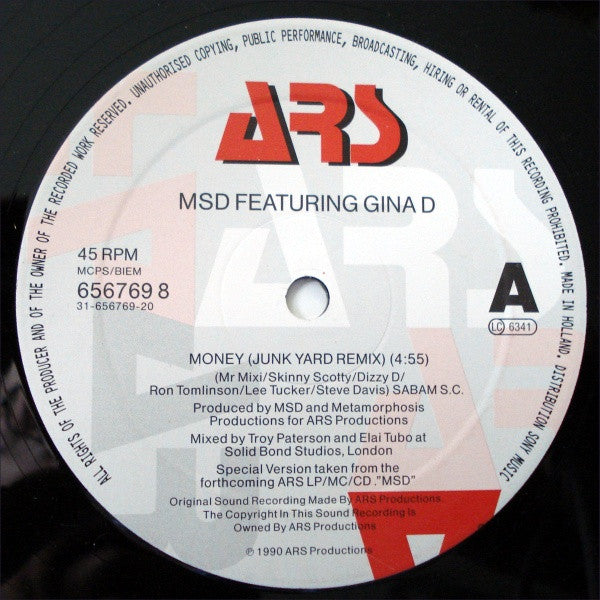 ALL RIGHTS OF THE PRODUCER AND OF THE OWNER OF THE RECORDED WORK RESERVED. UNAUTHORISED COPYING, PUBLIC PERFORMANCE, BROADCASTING, HIRING OR RENTAL OF THIS RECORDING PROHIBITED. MADE IN HOLLAND. DISTRIBUTION SONY MUSIC
ARS
MSD FEATURING GINA D
45 RPM
MCPS/BIEM
656769 8
31-656769-20
A
LC 6341
MONEY (JUNK YARD REMIX) (4:55)
(Mr Mixi/Skinny Scotty/Dizzy D/
Ron Tomlinson/Lee Tucker/Steve Davis) SABAM S.C.
Produced by MSD and Metamorphosis
Productions for ARS Productions
Mixed by Troy Paterson and Elai Tubo at
Solid Bond Studios, London
Special Version taken from the
forthcoming ARS LP/MC/CD."MSD"
Original Sound Recording Made By ARS Productions.
The Copyright In This Sound Recording Is
Owned By ARS Productions
℗ 1990 ARS Productions